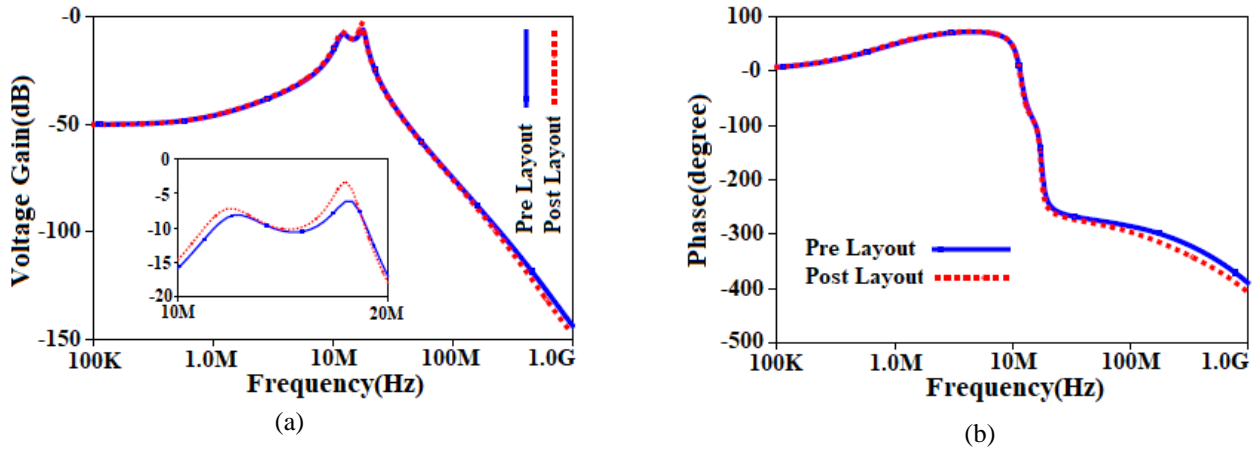 Voltage Gain(dB)
-0
-50
-100
-150
100K
1.0M
10M
100M
1.0G
Frequency(Hz)
0
-5
-10
-15
-20
10M
20M
Pre Layout
Post Layout
(a)
Phase(degree)
100
-0
-100
-200
-300
-400
-500
100K
1.0M
10M
100M
1.0G
Frequency(Hz)
Pre Layout
Post Layout
(b)